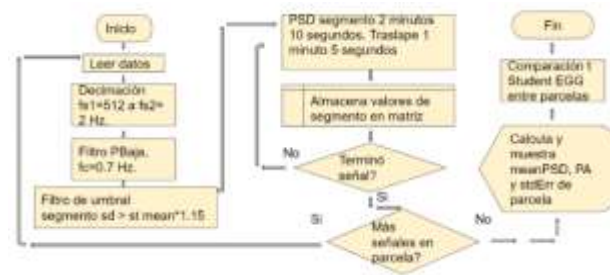 Inicio
Leer datos
Decimación
fs1=512 a fs2=
2 Hz.
Filtro PBaja,
fc=0.7 Hz.
Filtro de umbral
segmento sd > st mean*1.15
PSD segmento 2 minutos
10 segundos. Traslape 1
minuto 5 segundos
Almacena valores de
segmento en matriz
No
Terminó
señal?
Si
Si
Más
señales en
parcela?
No
Calcula y
muestra
meanPSD, PA
y stdErr de
parcela
Comparación t
Student EGG
entre parcelas
Fin